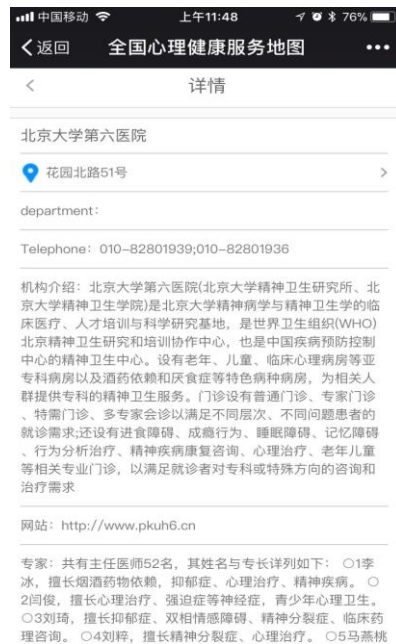 中国移动 上午11:48 76%
返回 全国心理健康服务地图
详情
北京大学第六医院
花园北路51号
department:
Telephone: 010-82801939;010-82801936
机构介绍: 北京大学第六医院(北京大学精神卫生研究所、北
京大学精神卫生学院)是北京大学精神病学与精神卫生学的临
床医疗、人才培训与科学研究基地，是世界卫生组织(WHO)
北京精神卫生研究和培训协作中心，也是中国疾病预防控制
中心的精神卫生中心。设有老年、儿童、临床心理病房等亚
专科病房以及酒药依赖和厌食症等特色病种病房，为相关人
群提供专科的精神卫生服务。门诊设有普通门诊、专家门诊
、特需门诊、多专家会诊以满足不同层次、不同问题患者的
就诊需求;还设有进食障碍、成瘾行为、睡眠障碍、记忆障碍
、行为分析治疗、精神疾病康复咨询、心理治疗、老年儿童
等相关专业门诊，以满足就诊者对专科或特殊方向的咨询和
治疗需求
网站: http://www.pkuh6.cn
专家: 共有主任医师52名，其姓名与专长详列如下: ○1李
冰，擅长烟酒药物依赖，抑郁症、心理治疗、精神疾病。 ○
2闫俊，擅长心理治疗、强迫症等神经症，青少年心理卫生。
○3刘琦，擅长抑郁症、双相情感障碍、精神分裂症、临床药
理咨询。 ○4刘粹，擅长精神分裂症、心理治疗。 ○5马燕桃